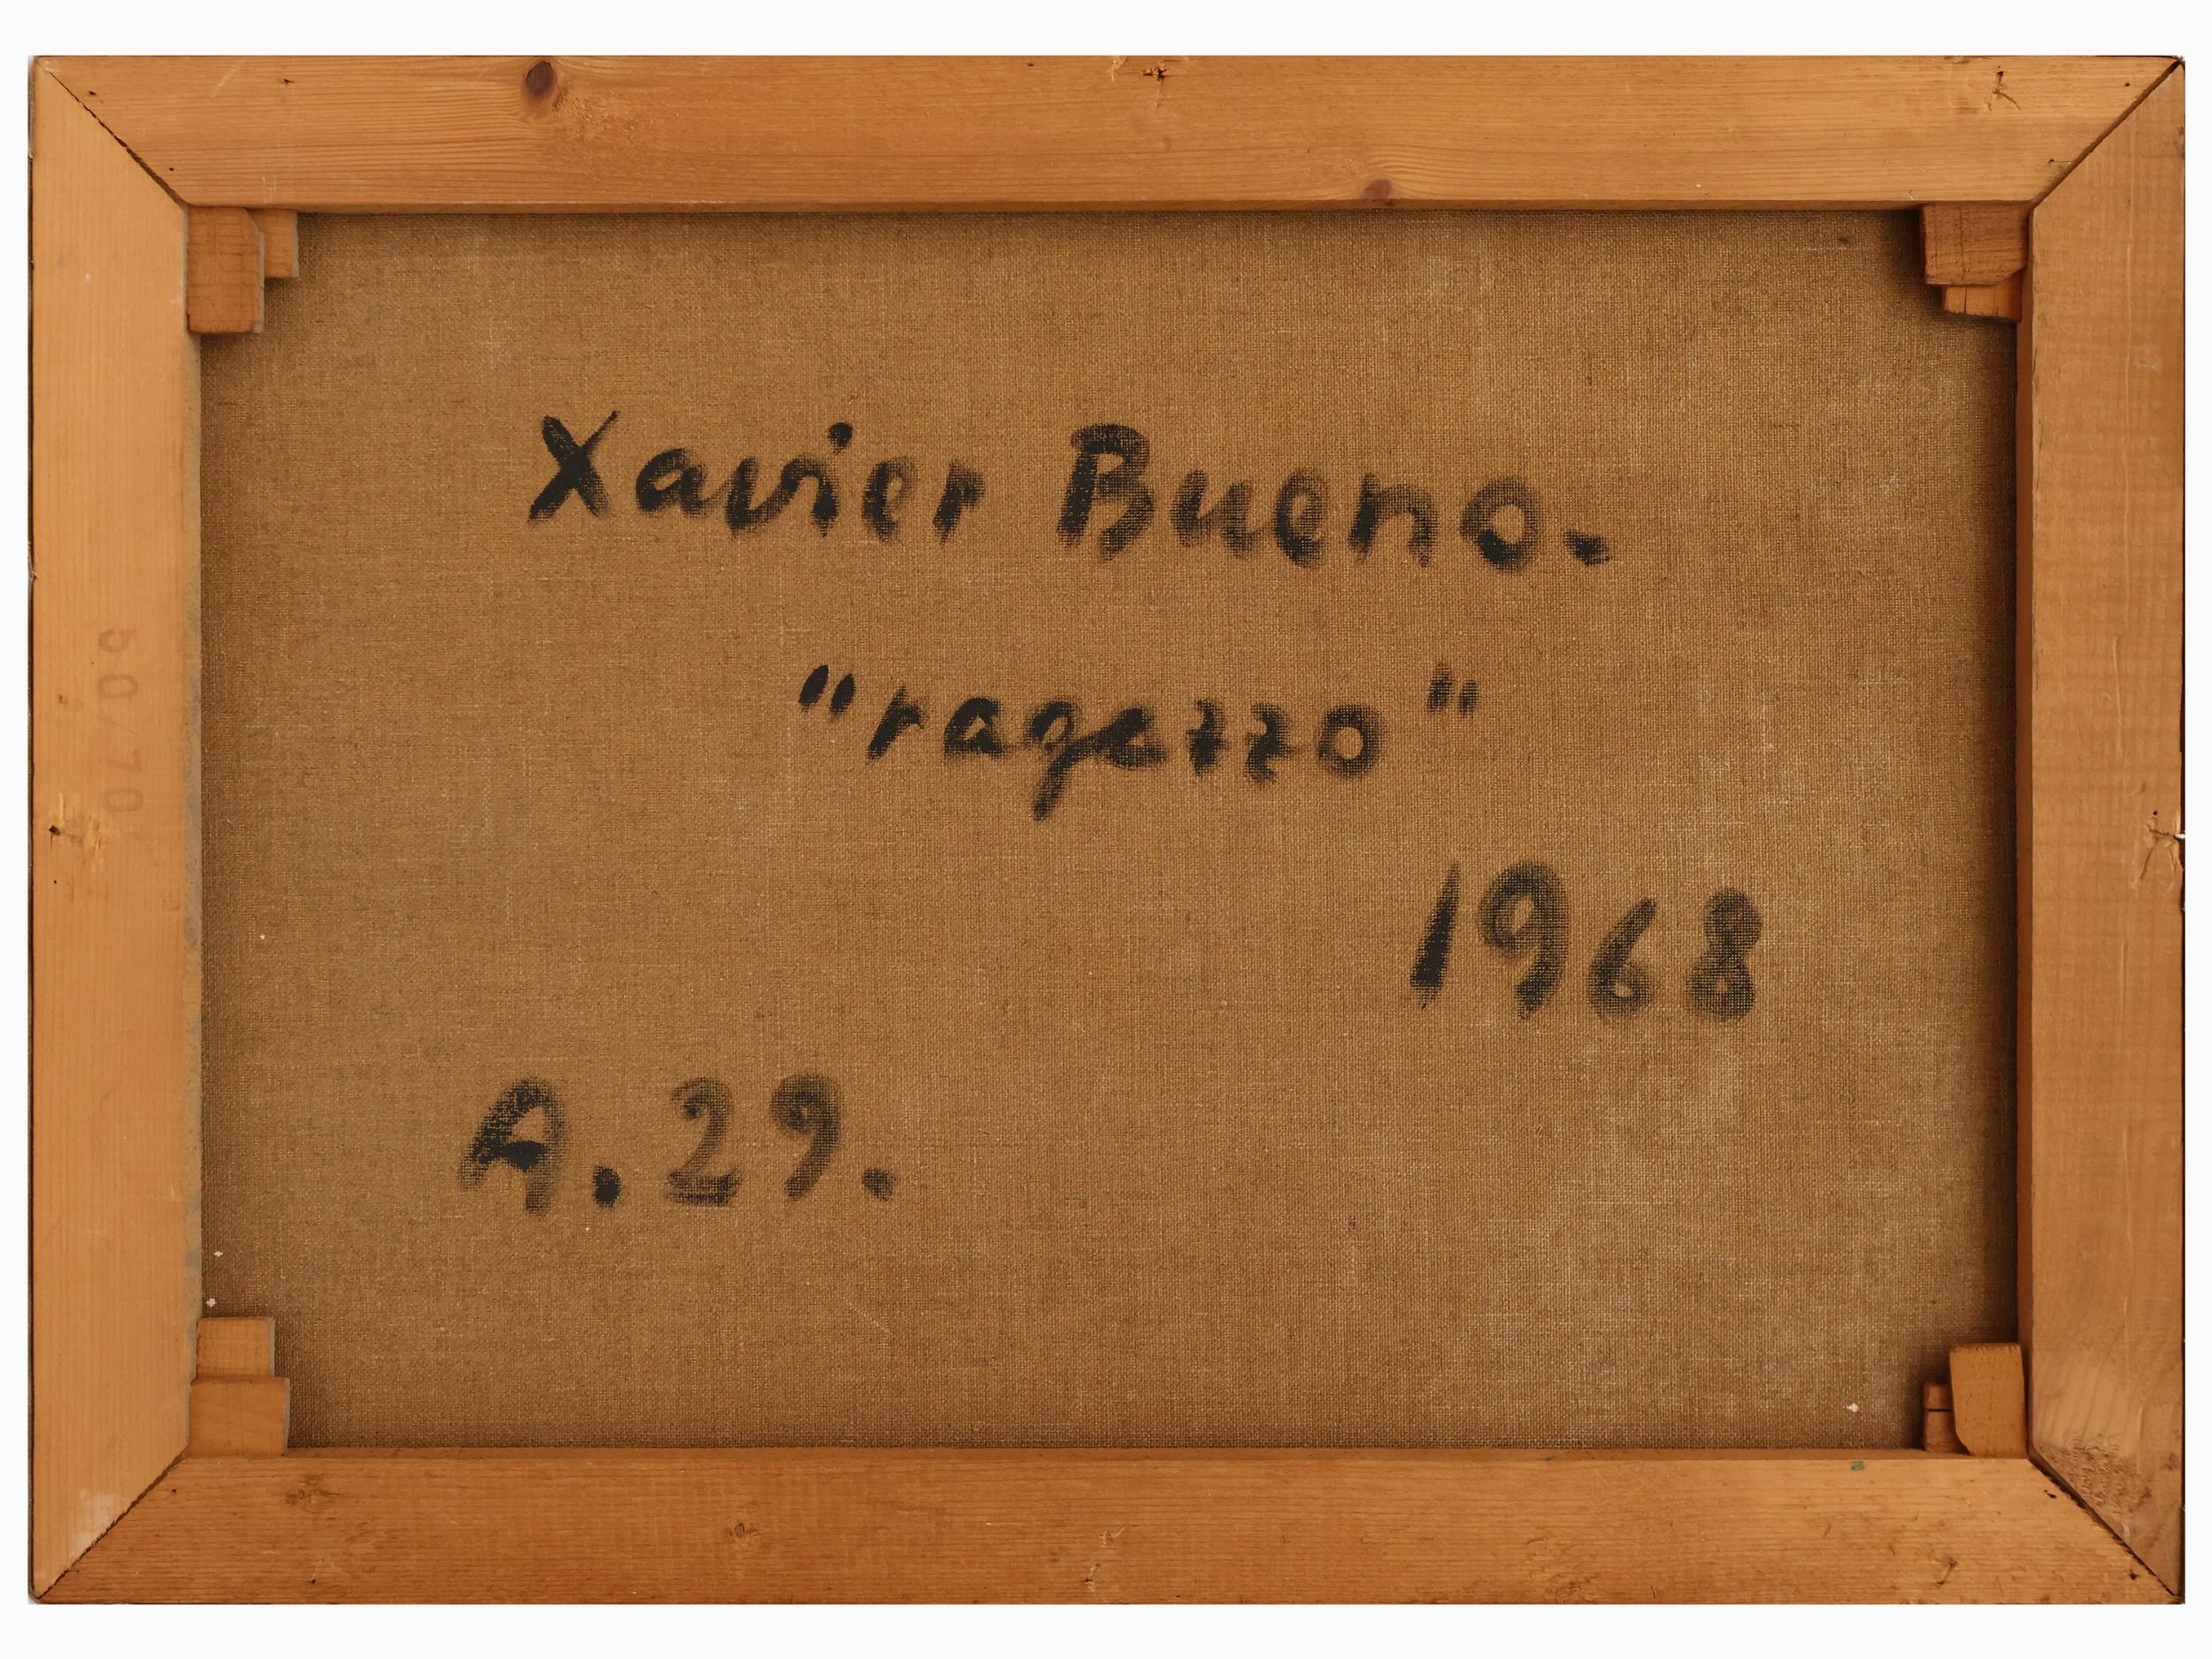 Xavier Bueno-
"ragazzo"
1968
A.29.
50/70